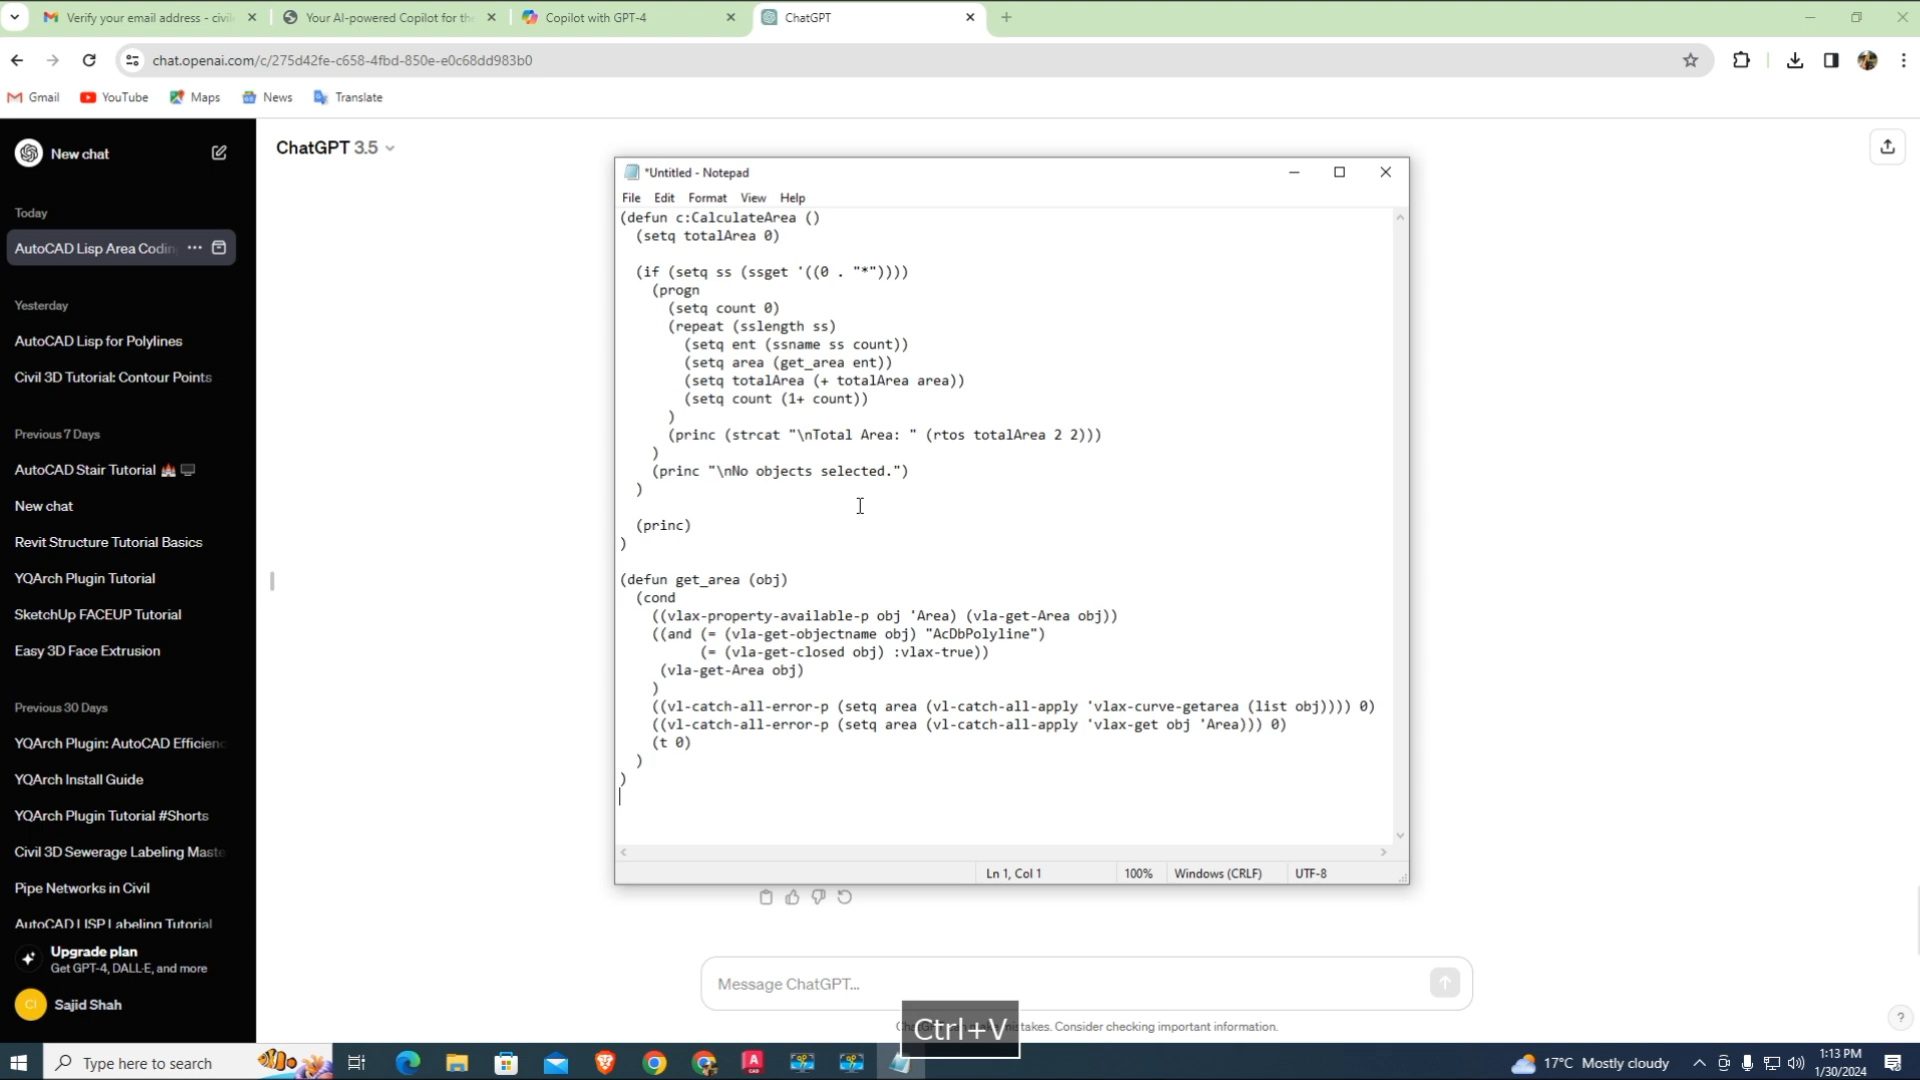 Verify your email address - civil
Your AI-powered Copilot for the
Copilot with GPT-4
ChatGPT
chat.openai.com/c/275d42fe-c658-4fbd-850e-e0c68dd983b0
Gmail
YouTube
Maps
News
Translate
New chat
ChatGPT 3.5
Today
AutoCAD Lisp Area Coding
Yesterday
AutoCAD Lisp for Polylines
Civil 3D Tutorial: Contour Points
Previous 7 Days
AutoCAD Stair Tutorial 🏰 🖥️
New chat
Revit Structure Tutorial Basics
YQArch Plugin Tutorial
SketchUp FACEUP Tutorial
Easy 3D Face Extrusion
Previous 30 Days
YQArch Plugin: AutoCAD Efficienc
YQArch Install Guide
YQArch Plugin Tutorial #Shorts
Civil 3D Sewerage Labeling Maste
Pipe Networks in Civil
AutoCAD LISP Labeling Tutorial
Upgrade plan
Get GPT-4, DALL·E, and more
CI
Sajid Shah
*Untitled - Notepad
File Edit Format View Help
(defun c:CalculateArea ()
(setq totalArea 0)
(if (setq ss (ssget '((0 . "*"))))
(progn
(setq count 0)
(repeat (sslength ss)
(setq ent (ssname ss count))
(setq area (get_area ent))
(setq totalArea (+ totalArea area))
(setq count (1+ count))
)
(princ (strcat "\nTotal Area: " (rtos totalArea 2 2)))
)
(princ "\nNo objects selected.")
)
(princ)
)
(defun get_area (obj)
(cond
((vlax-property-available-p obj 'Area) (vla-get-Area obj))
((and (= (vla-get-objectname obj) "AcDbPolyline")
(= (vla-get-closed obj) :vlax-true))
(vla-get-Area obj)
)
((vl-catch-all-error-p (setq area (vl-catch-all-apply 'vlax-curve-getarea (list obj)))) 0)
((vl-catch-all-error-p (setq area (vl-catch-all-apply 'vlax-get obj 'Area))) 0)
(t 0)
)
)
Ln 1, Col 1
100%
Windows (CRLF)
UTF-8
Message ChatGPT...
takes. Consider checking important information.
Ctrl+V
?
Type here to search
17°C Mostly cloudy
1:13 PM
1/30/2024